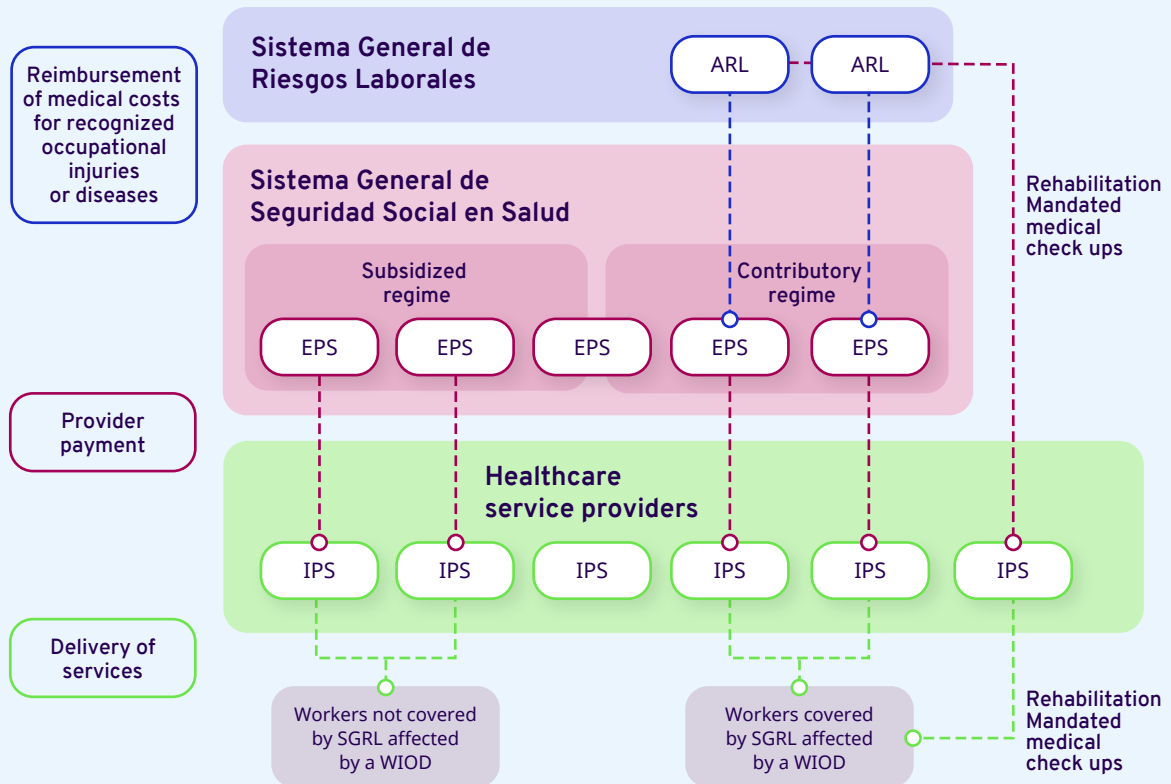 Reimbursement
of medical costs
for recognized
occupational
injuries
or diseases
Sistema General de
Riesgos Laborales
ARL
ARL
Rehabilitation
Mandated
medical
check ups
Sistema General de
Seguridad Social en Salud
Subsidized
regime
Contributory
regime
EPS
EPS
EPS
EPS
EPS
Provider
payment
Healthcare
service providers
IPS
IPS
IPS
IPS
IPS
IPS
Delivery of
services
Workers not covered
by SGRL affected
by a WIOD
Workers covered
by SGRL affected
by a WIOD
Rehabilitation
Mandated
medical
check ups